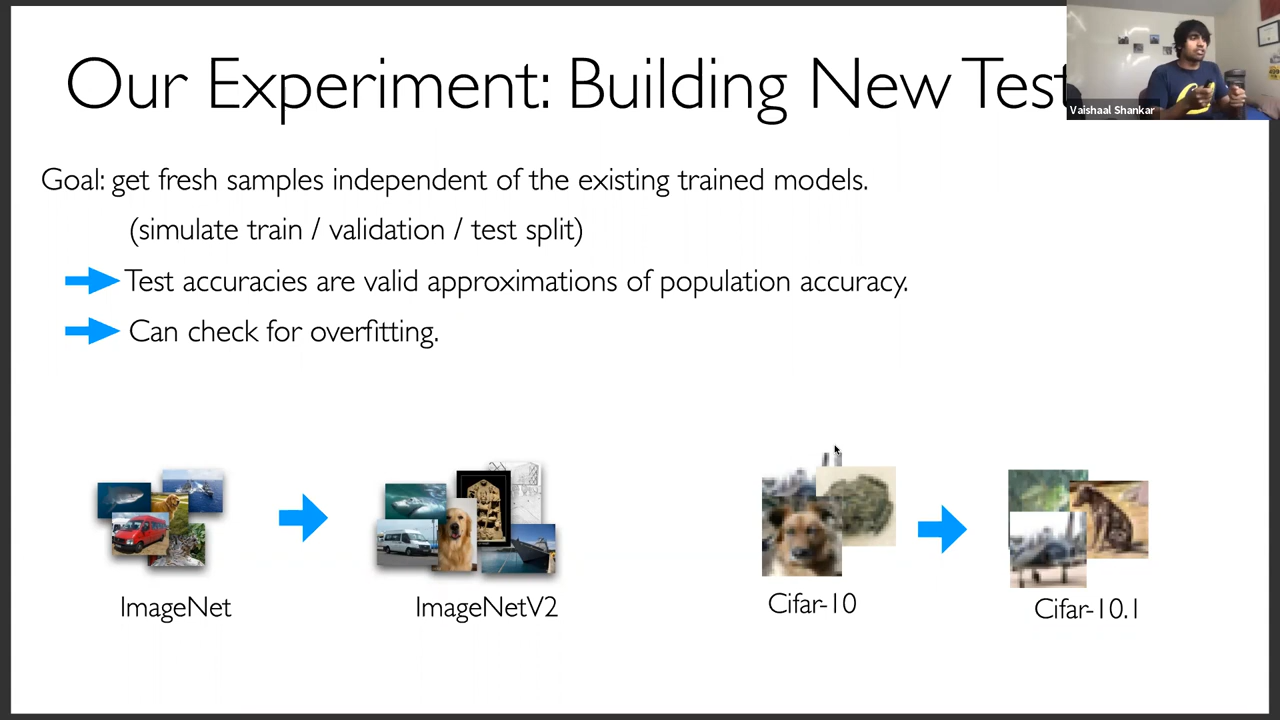 Our Experiment: Building New Test
Vaishaal Shankar
Goal: get fresh samples independent of the existing trained models.
(simulate train / validation / test split)
Test accuracies are valid approximations of population accuracy.
Can check for overfitting.
ImageNet
ImageNetV2
Cifar-10
Cifar-10.1